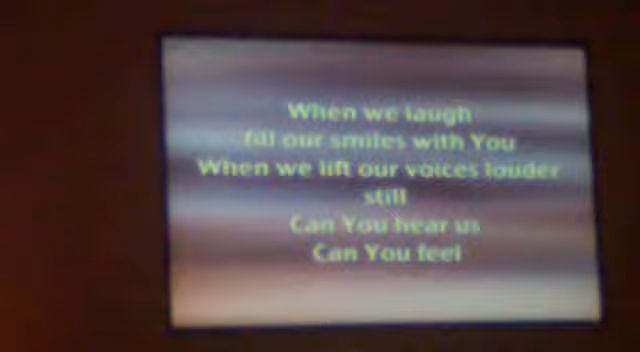 When we laugh
fill our smiles with You
When we lift our voices louder
still
Can You hear us
Can You feel